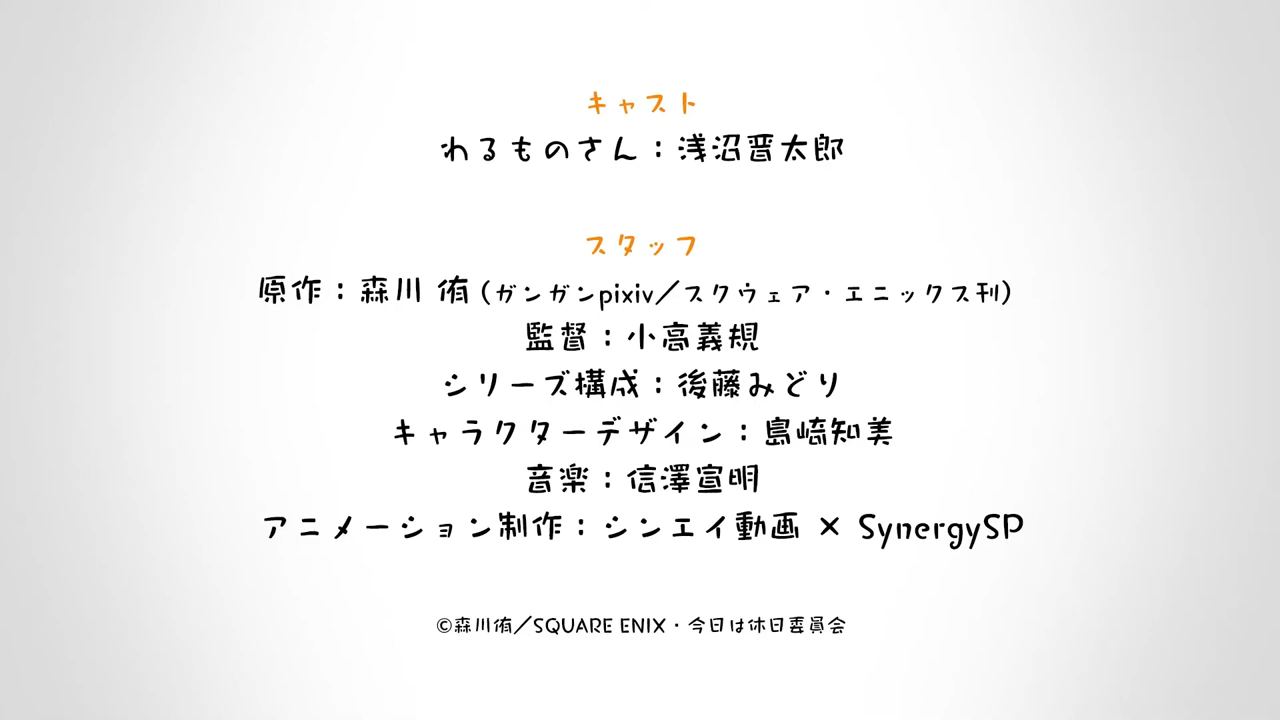 キャスト
わるものさん：浅沼晋太郎
スタッフ
原作：森川 侑（ガンガンpixiv／スクウェア・エニックス刊）
監督：小高義規
シリーズ構成：後藤みどり
キャラクターデザイン：島崎知美
音楽：信澤宣明
アニメーション制作：シンエイ動画 × SynergySP
©森川侑／SQUARE ENIX・今日は休日委員会